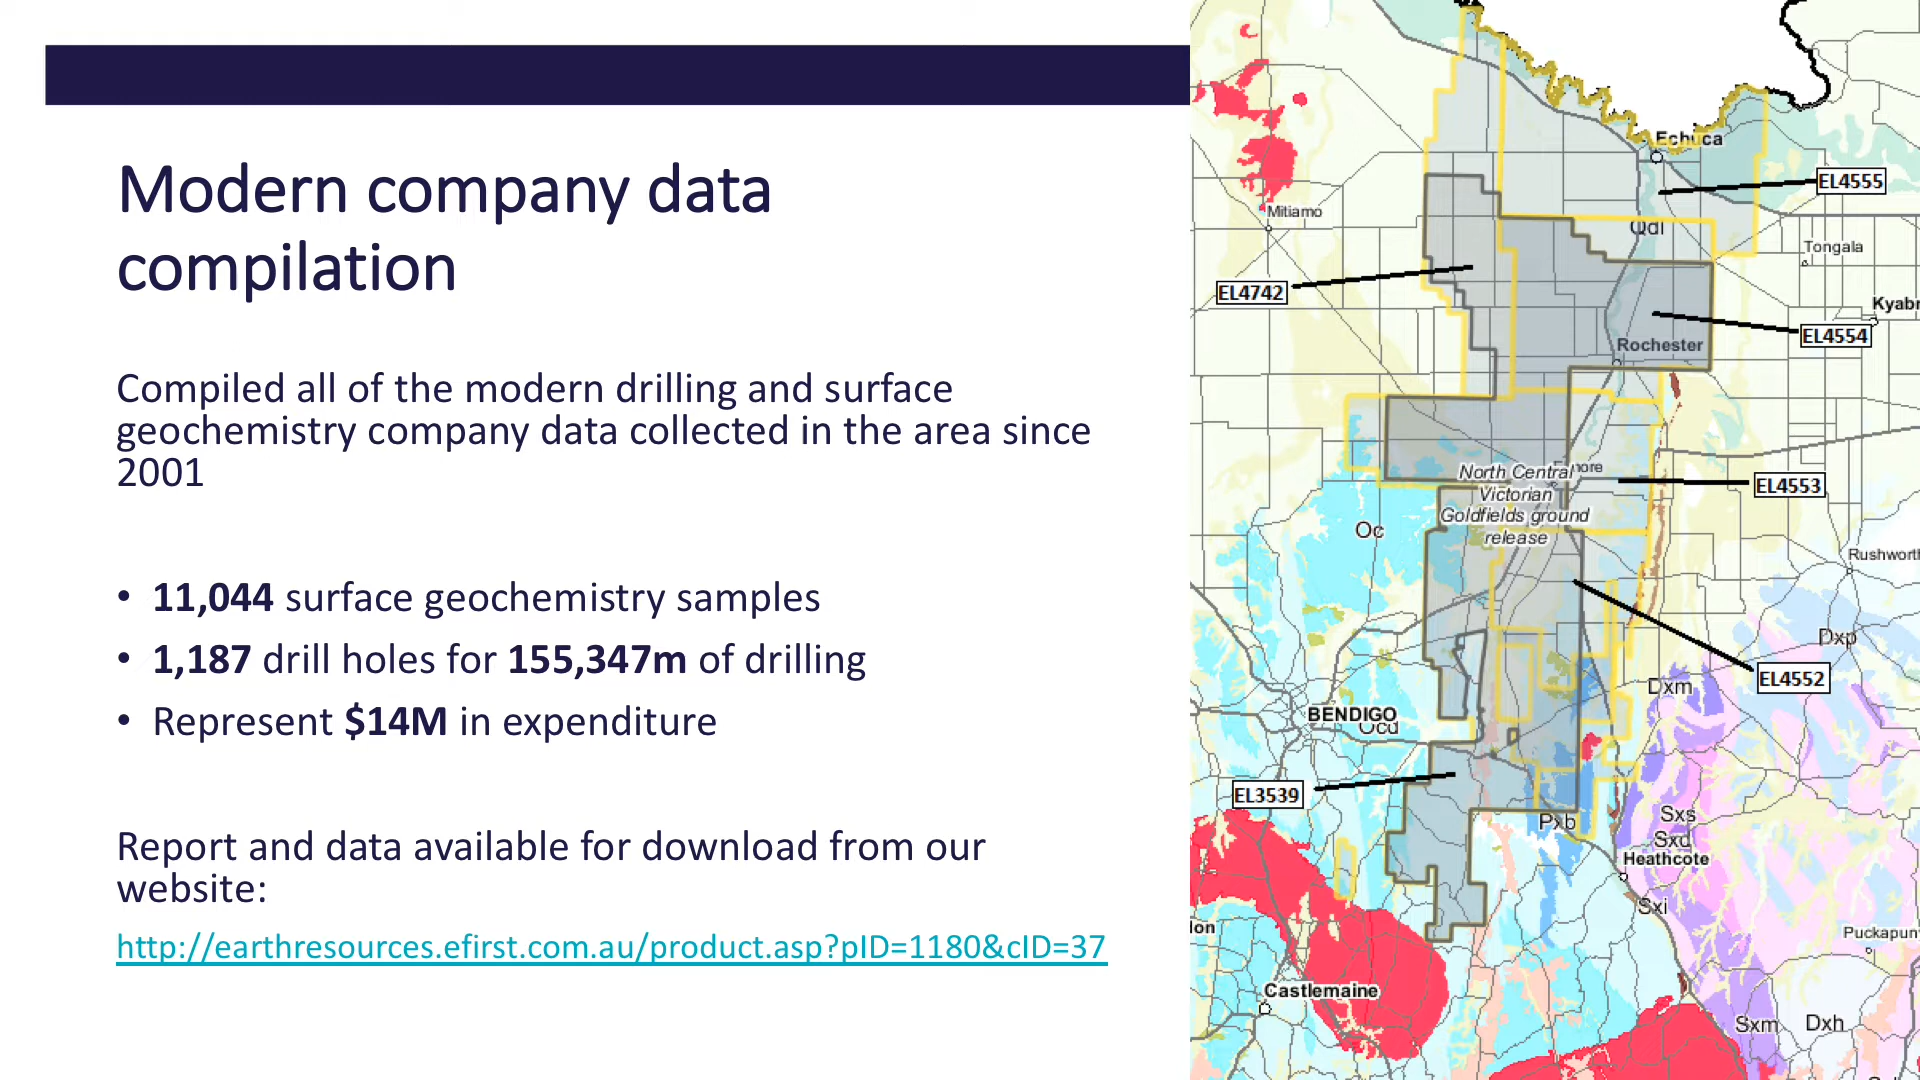 Modern company data
compilation
Compiled all of the modern drilling and surface
geochemistry company data collected in the area since
2001
• 11,044 surface geochemistry samples
• 1,187 drill holes for 155,347m of drilling
• Represent $14M in expenditure
Report and data available for download from our
website:
http://earthresources.efirst.com.au/product.asp?pID=1180&cID=37
Echuca
EL4555
Mitiamo
Qdl
Tongala
EL4742
Kyabr
EL4554
Rochester
North Central
Victorian
Goldfields ground
release
EL4553
Oc
Rushworth
Dxp
EL4552
Dxm
BENDIGO
Ocd
EL3539
Sxs
Pxb
Sxd
Heathcote
Sxi
Puckapun
Castlemaine
Sxm
Dxh